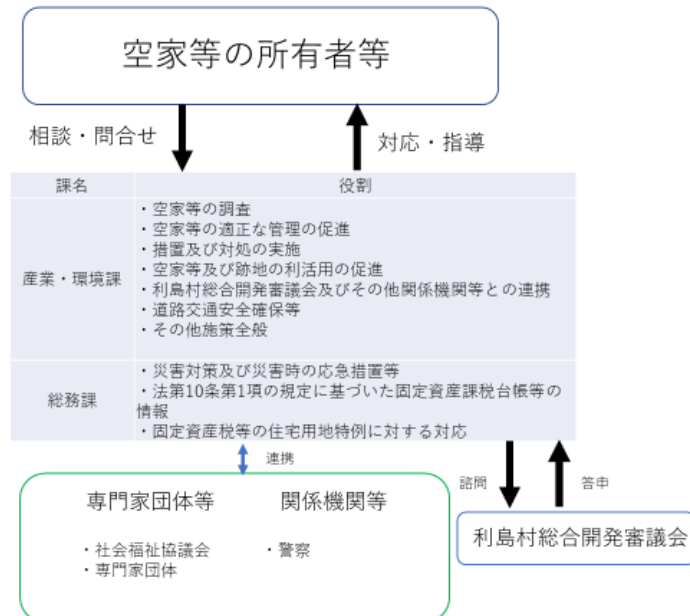 空家等の所有者等
相談・問合せ
対応・指導
課名
役割
産業・環境課
・空家等の調査
・空家等の適正な管理の促進
・措置及び対処の実施
・空家等及び跡地の利活用の促進
・利島村総合開発審議会及びその他関係機関等との連携
・道路交通安全確保等
・その他施策全般
総務課
・災害対策及び災害時の応急措置等
・法第10条第1項の規定に基づいた固定資産課税台帳等の
情報
・固定資産税等の住宅用地特例に対する対応
連携
諮問
答申
専門家団体等
・社会福祉協議会
・専門家団体
関係機関等
・警察
利島村総合開発審議会